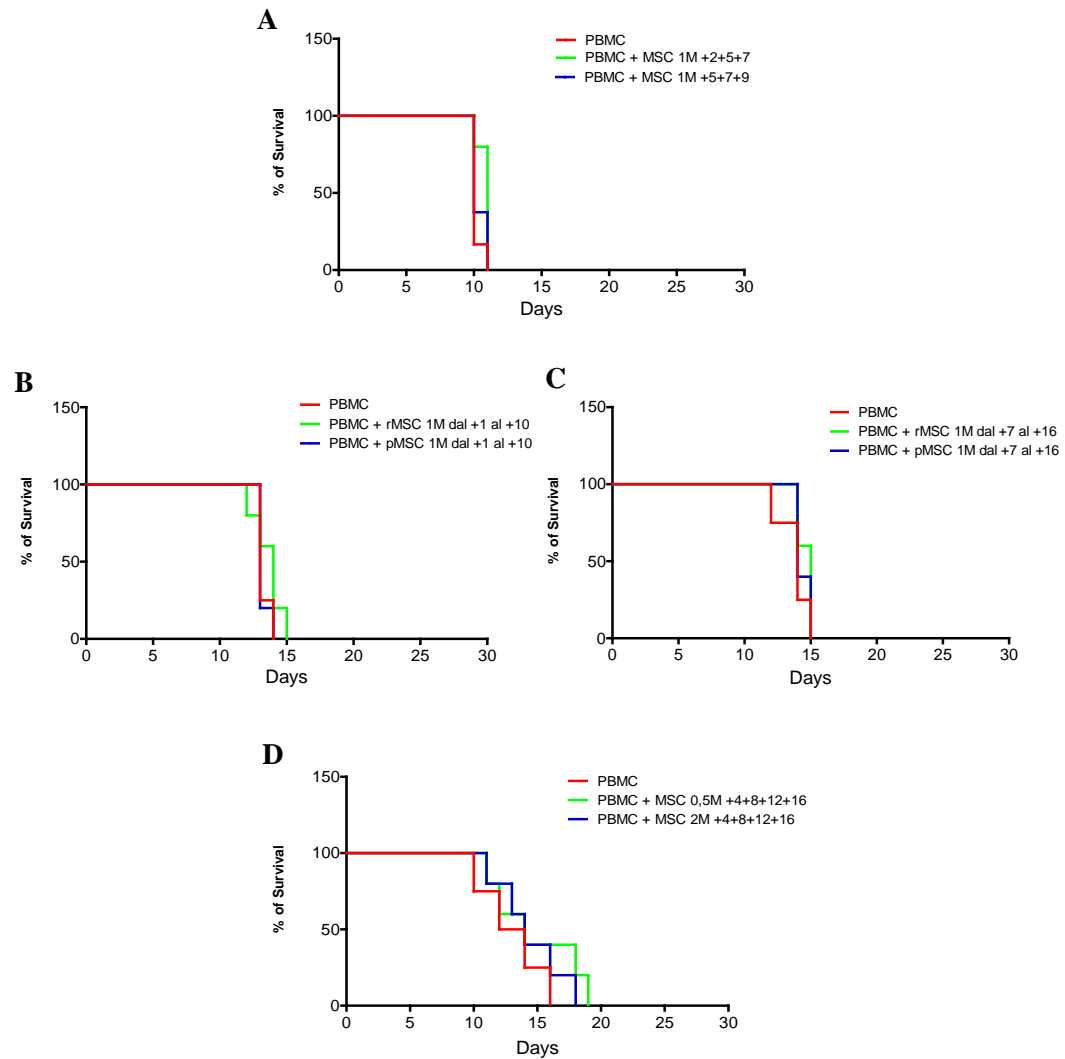 A
PBMC
PBMC + MSC 1M +2+5+7
PBMC + MSC 1M +5+7+9
% of Survival
150
100
50
0
0 5 10 15 20 25 30
Days
B
PBMC
PBMC + rMSC 1M dal +1 al +10
PBMC + pMSC 1M dal +1 al +10
% of Survival
150
100
50
0
0 5 10 15 20 25 30
Days
C
PBMC
PBMC + rMSC 1M dal +7 al +16
PBMC + pMSC 1M dal +7 al +16
% of Survival
150
100
50
0
0 5 10 15 20 25 30
Days
D
PBMC
PBMC + MSC 0,5M +4+8+12+16
PBMC + MSC 2M +4+8+12+16
% of Survival
150
100
50
0
0 5 10 15 20 25 30
Days